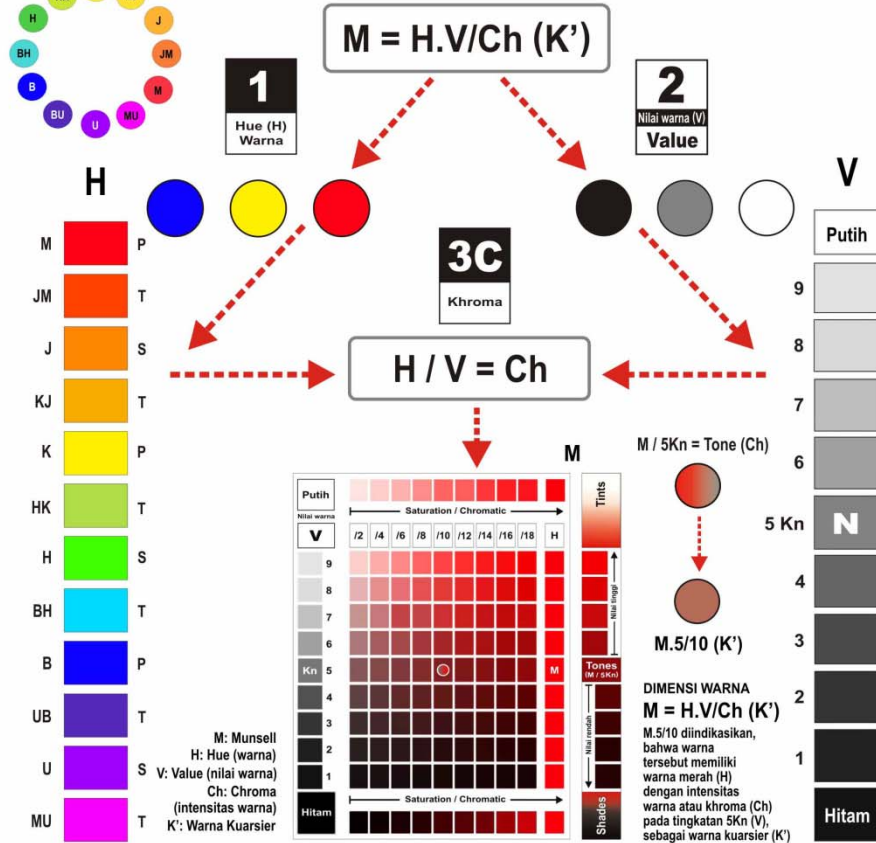 H
J
BH
JM
B
M
BU
U
MU
M = H.V/Ch (K’)
1
Hue (H)
Warna
2
Nilai warna (V)
Value
H
V
3C
Khroma
H / V = Ch
M P
JM T
J S
KJ T
K P
HK T
H S
BH T
B P
UB T
U S
MU T
M: Munsell
H: Hue (warna)
V: Value (nilai warna)
Ch: Chroma
(intensitas warna)
K’: Warna Kuarsier
M
Putih
Nilai warna
Saturation / Chromatic
V /2 /4 /6 /8 /10 /12 /14 /16 /18 H
9
8
7
6
Kn 5 M
4
3
2
1
Hitam
Saturation / Chromatic
Tints
Nilai tinggi
Tones
(M / 5Kn)
Nilai rendah
Shades
M / 5Kn = Tone (Ch)
M.5/10 (K’)
DIMENSI WARNA
M = H.V/Ch (K’)
M.5/10 diindikasikan,
bahwa warna
tersebut memiliki
warna merah (H)
dengan intensitas
warna atau khroma (Ch)
pada tingkatan 5Kn (V),
sebagai warna kuarsier (K’)
Putih
9
8
7
6
5 Kn N
4
3
2
1
Hitam